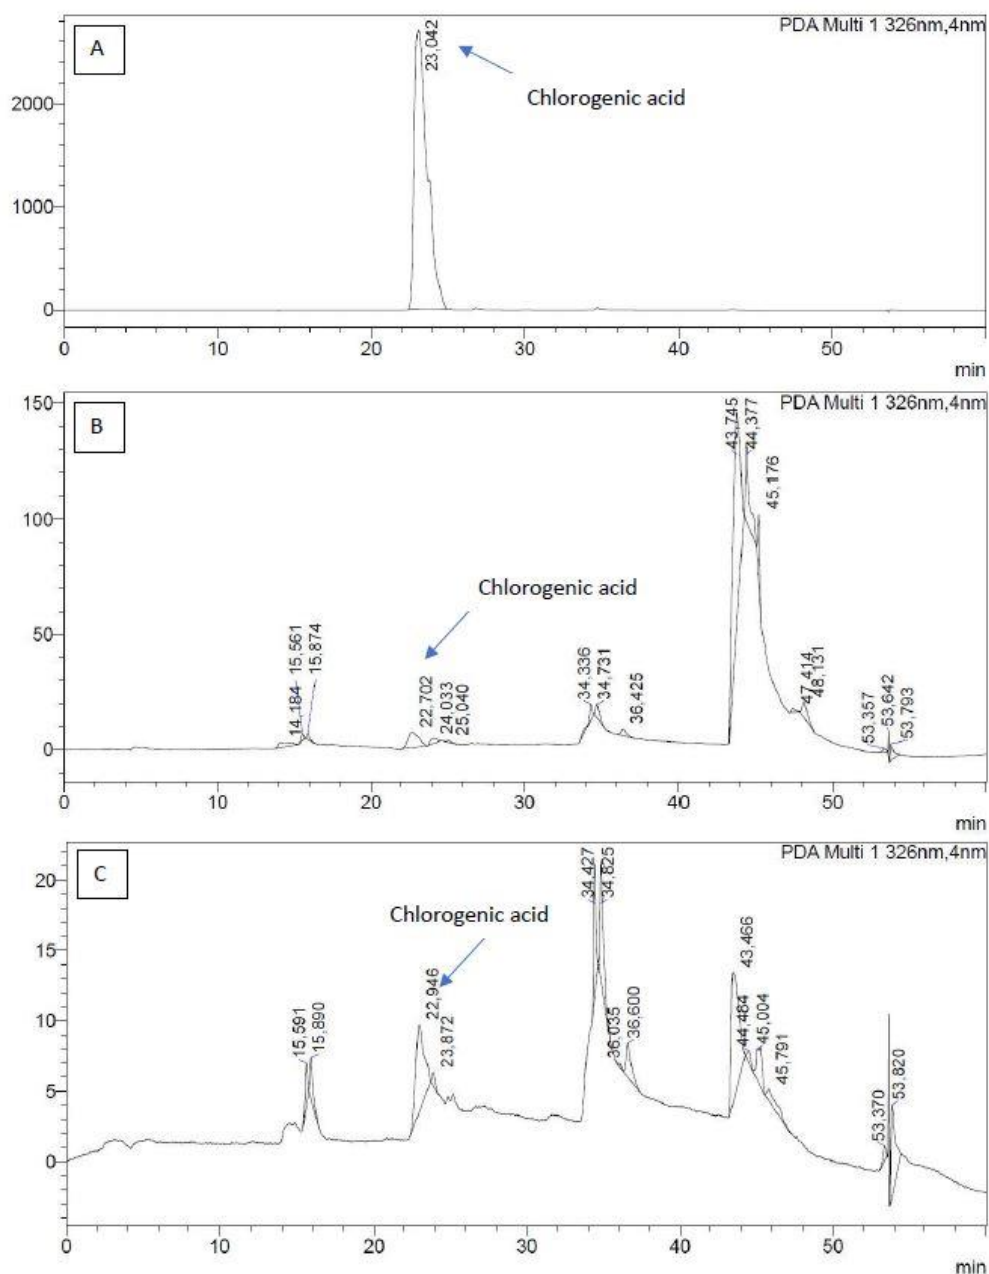 A
PDA Multi 1 326nm,4nm
23,042
Chlorogenic acid
2000
1000
0
0 10 20 30 40 50
min
B
PDA Multi 1 326nm,4nm
150
100
50
0
Chlorogenic acid
14,184
15,561
15,874
22,702
24,033
25,040
34,336
34,731
36,425
43,745
44,377
45,176
47,414
48,131
53,357
53,642
53,793
0 10 20 30 40 50
min
C
PDA Multi 1 326nm,4nm
20
15
10
5
0
Chlorogenic acid
15,591
15,890
22,946
23,872
34,427
34,825
36,035
36,600
43,466
44,484
45,004
45,791
53,370
53,820
0 10 20 30 40 50
min